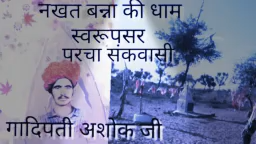 नखत बन्ना की धाम
स्वरूपसर
परचा संकवासी
गादिपती अशोक जी